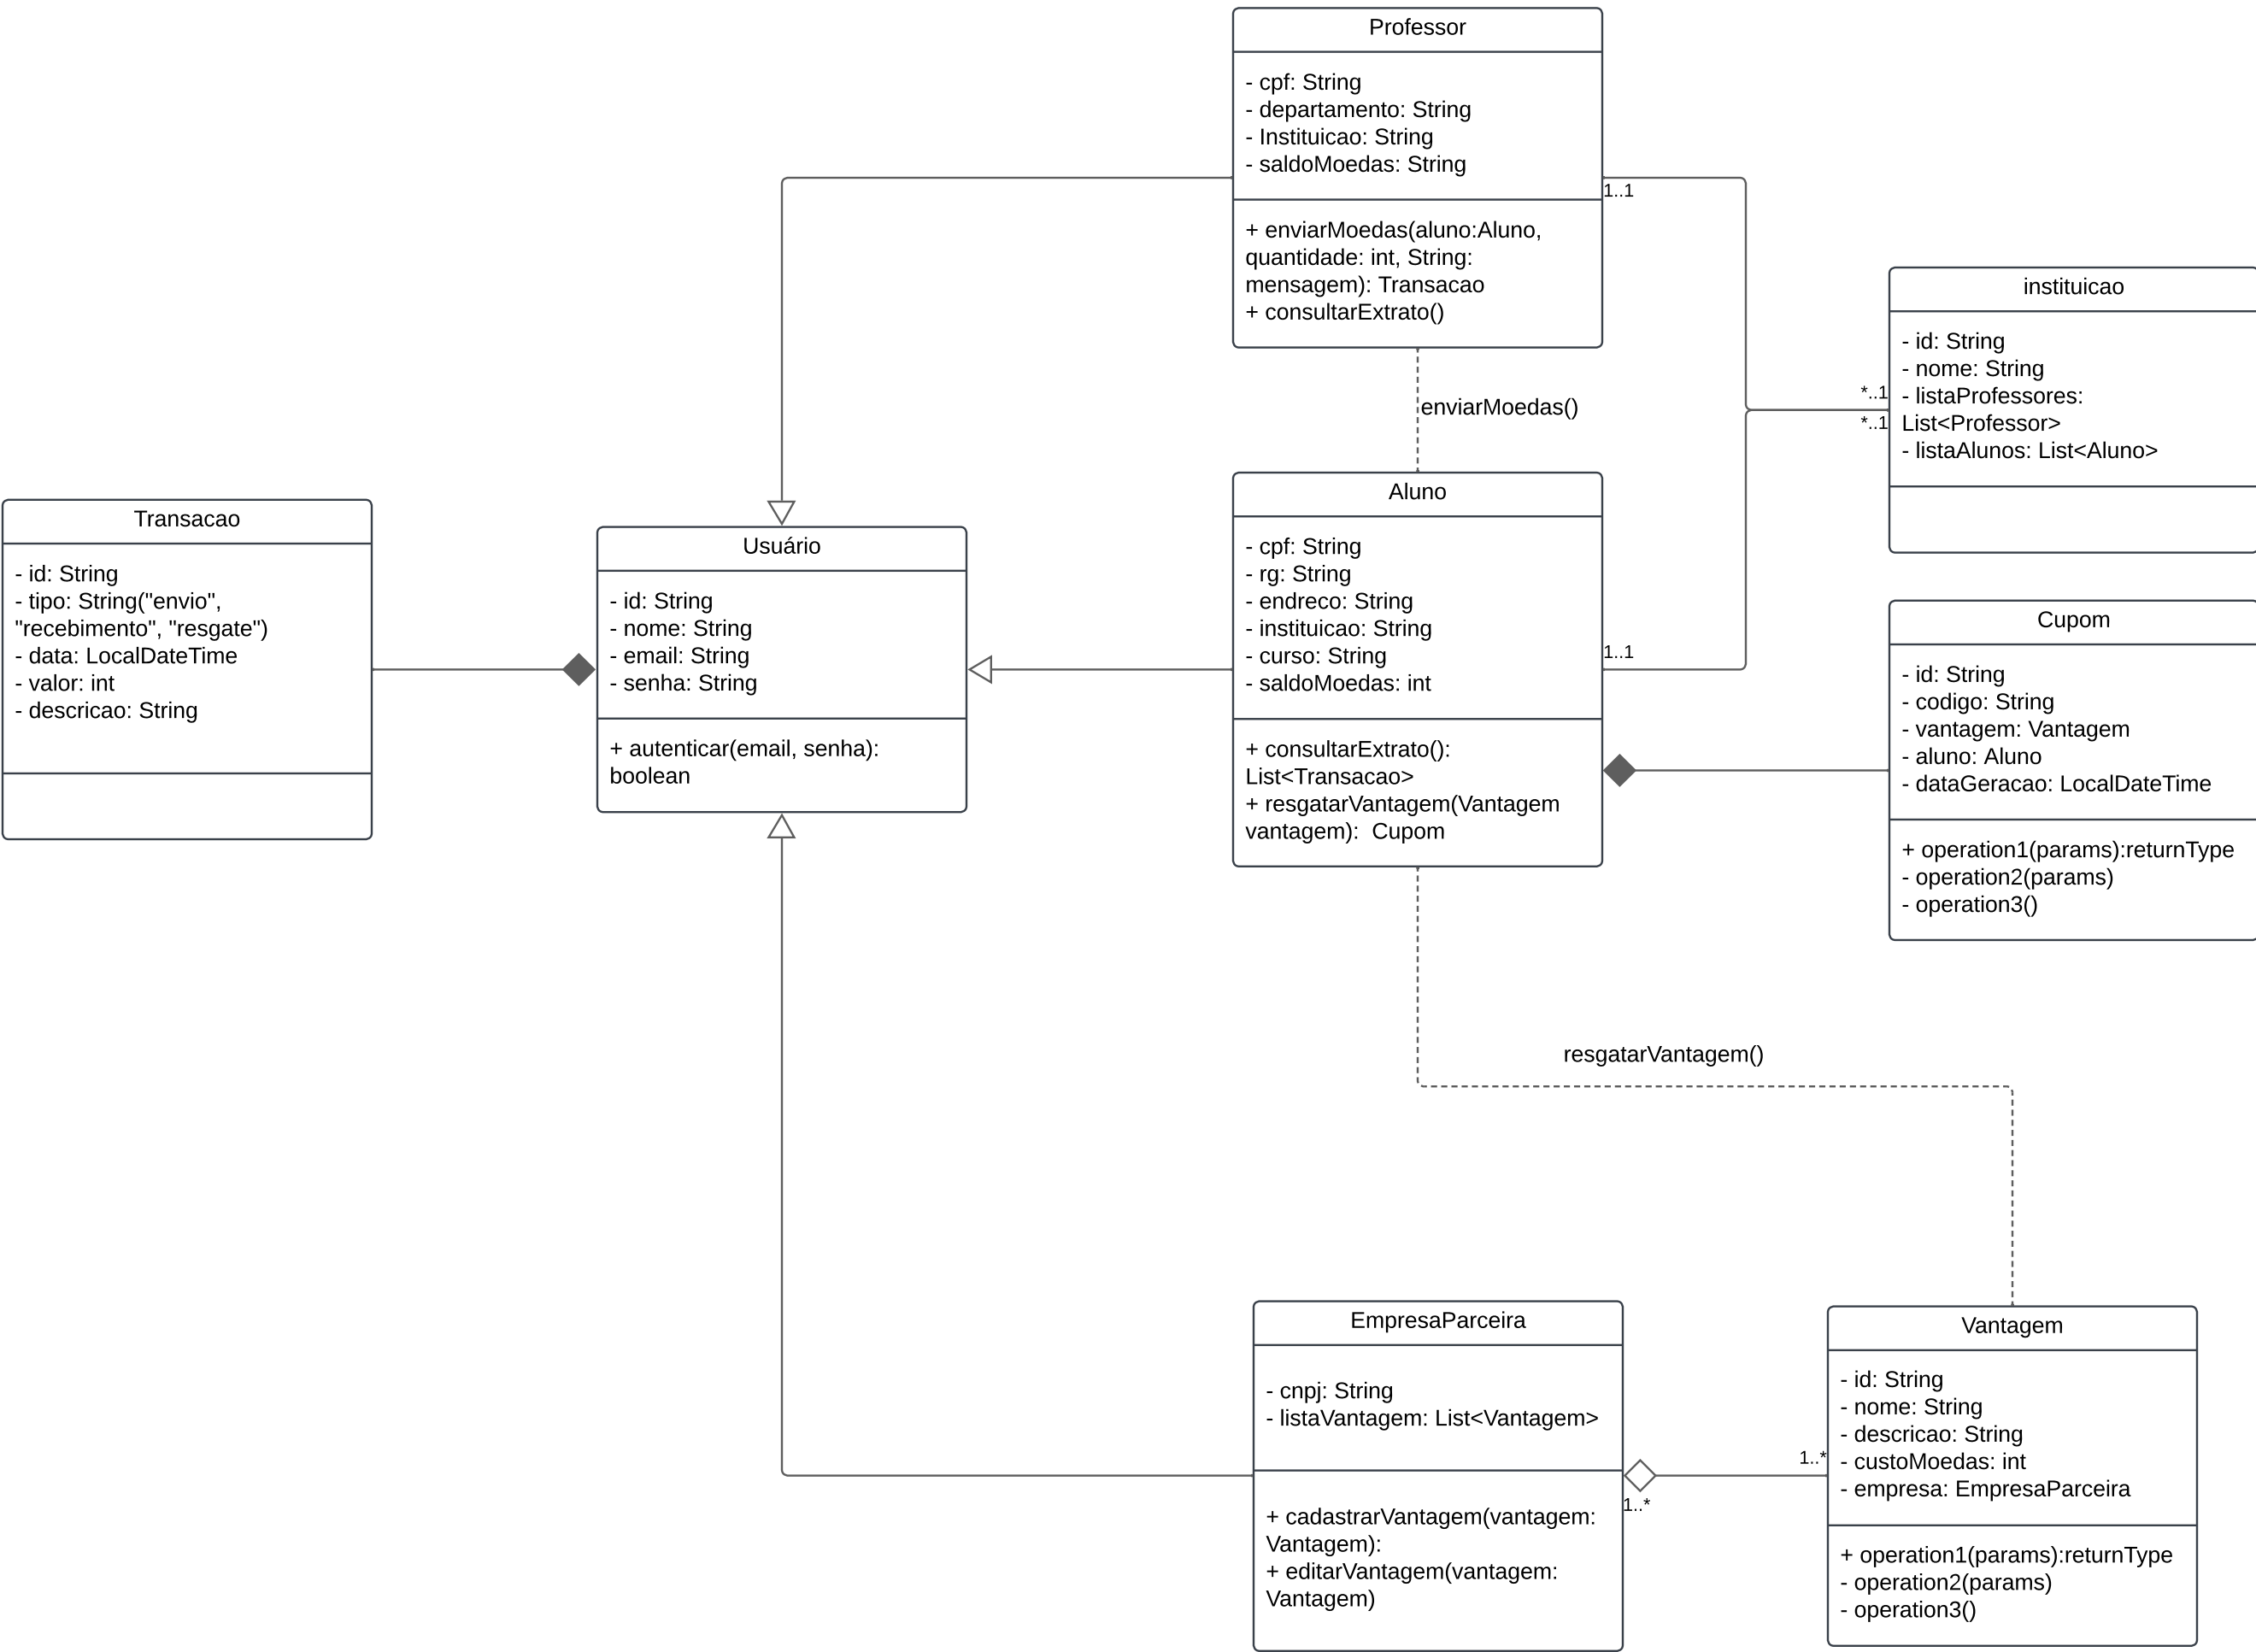 Professor
- cpf: String
- departamento: String
- Instituicao: String
- saldoMoedas: String
+ enviarMoedas(aluno:Aluno,
quantidade: int, String:
mensagem): Transacao
+ consultarExtrato()
1..1
instituicao
- id: String
- nome: String
- listaProfessores:
List<Professor>
- listaAlunos: List<Aluno>
*..1
*..1
enviarMoedas()
Transacao
- id: String
- tipo: String("envio",
"recebimento", "resgate")
- data: LocalDateTime
- valor: int
- descricao: String
Usuário
- id: String
- nome: String
- email: String
- senha: String
+ autenticar(email, senha):
boolean
Aluno
- cpf: String
- rg: String
- endreco: String
- instituicao: String
- curso: String
- saldoMoedas: int
+ consultarExtrato():
List<Transacao>
+ resgatarVantagem(Vantagem
vantagem):  Cupom
1..1
Cupom
- id: String
- codigo: String
- vantagem: Vantagem
- aluno: Aluno
- dataGeracao: LocalDateTime
+ operation1(params):returnType
- operation2(params)
- operation3()
resgatarVantagem()
EmpresaParceira
- cnpj: String
- listaVantagem: List<Vantagem>
+ cadastrarVantagem(vantagem:
Vantagem):
+ editarVantagem(vantagem:
Vantagem)
1..*
1..*
Vantagem
- id: String
- nome: String
- descricao: String
- custoMoedas: int
- empresa: EmpresaParceira
+ operation1(params):returnType
- operation2(params)
- operation3()